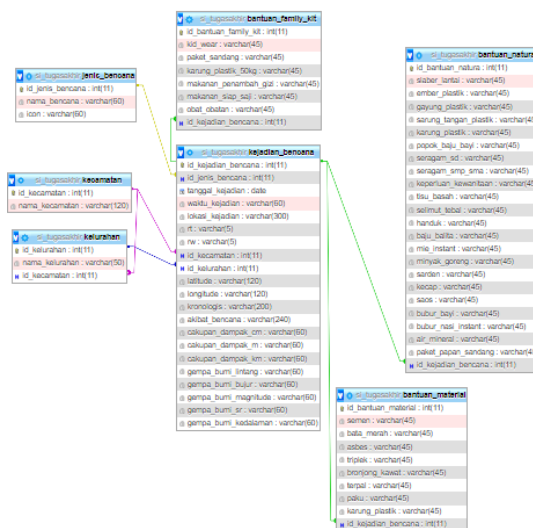 si_tugasakhir.bantuan_family_kit
id_bantuan_family_kit : int(11)
kid_wear : varchar(45)
paket_sandang : varchar(45)
karung_plastik_50kg : varchar(45)
makanan_penambah_gizi : varchar(45)
makanan_siap_saji : varchar(45)
obat_obatan : varchar(45)
id_kejadian_bencana : int(11)
si_tugasakhir.jenis_bencana
id_jenis_bencana : int(11)
nama_bencana : varchar(60)
icon : varchar(60)
si_tugasakhir.kecamatan
id_kecamatan : int(11)
nama_kecamatan : varchar(120)
si_tugasakhir.kelurahan
id_kelurahan : int(11)
nama_kelurahan : varchar(50)
id_kecamatan : int(11)
si_tugasakhir.kejadian_bencana
id_kejadian_bencana : int(11)
id_jenis_bencana : int(11)
tanggal_kejadian : date
waktu_kejadian : varchar(60)
lokasi_kejadian : varchar(300)
rt : varchar(5)
rw : varchar(5)
id_kecamatan : int(11)
id_kelurahan : int(11)
latitude : varchar(120)
longitude : varchar(120)
kronologis : varchar(200)
akibat_bencana : varchar(240)
cakupan_dampak_cm : varchar(60)
cakupan_dampak_m : varchar(60)
cakupan_dampak_km : varchar(60)
gempa_bumi_lintang : varchar(60)
gempa_bumi_bujur : varchar(60)
gempa_bumi_magnitude : varchar(60)
gempa_bumi_sr : varchar(60)
gempa_bumi_kedalaman : varchar(60)
si_tugasakhir.bantuan_natura
id_bantuan_natura : int(11)
slaber_lantai : varchar(45)
ember_plastik : varchar(45)
gayung_plastik : varchar(45)
sarung_tangan_plastik : varchar(45)
karung_plastik : varchar(45)
popok_baju_bayi : varchar(45)
seragam_sd : varchar(45)
seragam_smp_sma : varchar(45)
keperluan_kewanitaan : varchar(45)
tisu_basah : varchar(45)
selimut_tebal : varchar(45)
handuk : varchar(45)
baju_balita : varchar(45)
mie_instant : varchar(45)
minyak_goreng : varchar(45)
sarden : varchar(45)
kecap : varchar(45)
saos : varchar(45)
bubur_bayi : varchar(45)
bubur_nasi_instant : varchar(45)
air_mineral : varchar(45)
paket_papan_sandang : varchar(45)
id_kejadian_bencana : int(11)
si_tugasakhir.bantuan_material
id_bantuan_material : int(11)
semen : varchar(45)
bata_merah : varchar(45)
asbes : varchar(45)
triplek : varchar(45)
bronjong_kawat : varchar(45)
terpal : varchar(45)
paku : varchar(45)
karung_plastik : varchar(45)
id_kejadian_bencana : int(11)